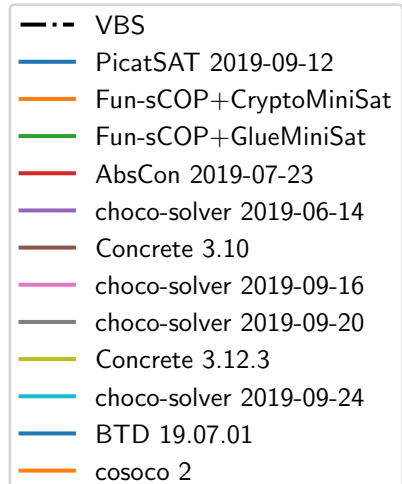 VBS
PicatSAT 2019-09-12
Fun-sCOP+CryptoMiniSat
Fun-sCOP+GlueMiniSat
AbsCon 2019-07-23
choco-solver 2019-06-14
Concrete 3.10
choco-solver 2019-09-16
choco-solver 2019-09-20
Concrete 3.12.3
choco-solver 2019-09-24
BTD 19.07.01
cosoco 2